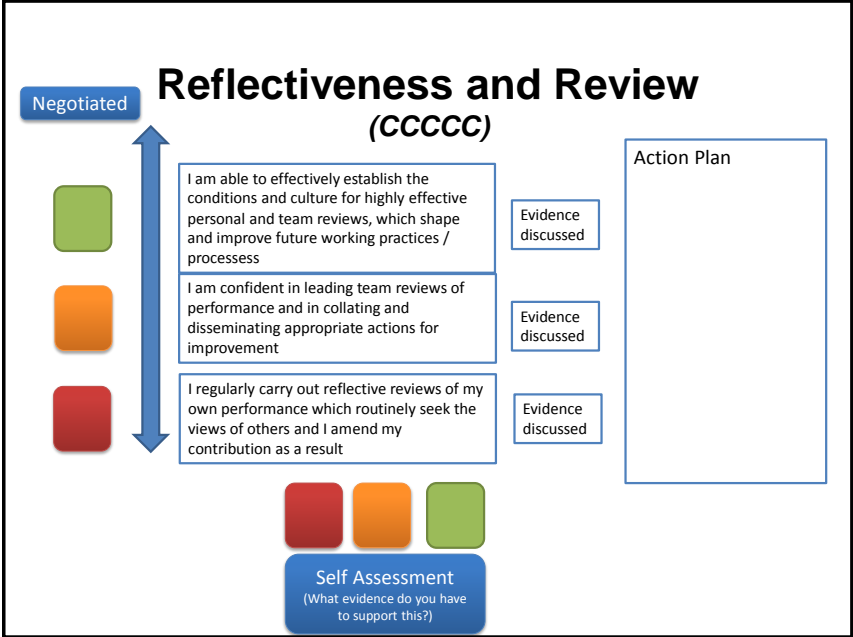 Reflectiveness and Review
Negotiated
(CCCCC)
I am able to effectively establish the
conditions and culture for highly effective
personal and team reviews, which shape
and improve future working practices /
processess
Evidence
discussed
Action Plan
I am confident in leading team reviews of
performance and in collating and
disseminating appropriate actions for
improvement
Evidence
discussed
I regularly carry out reflective reviews of my
own performance which routinely seek the
views of others and I amend my
contribution as a result
Evidence
discussed
Self Assessment
(What evidence do you have
to support this?)